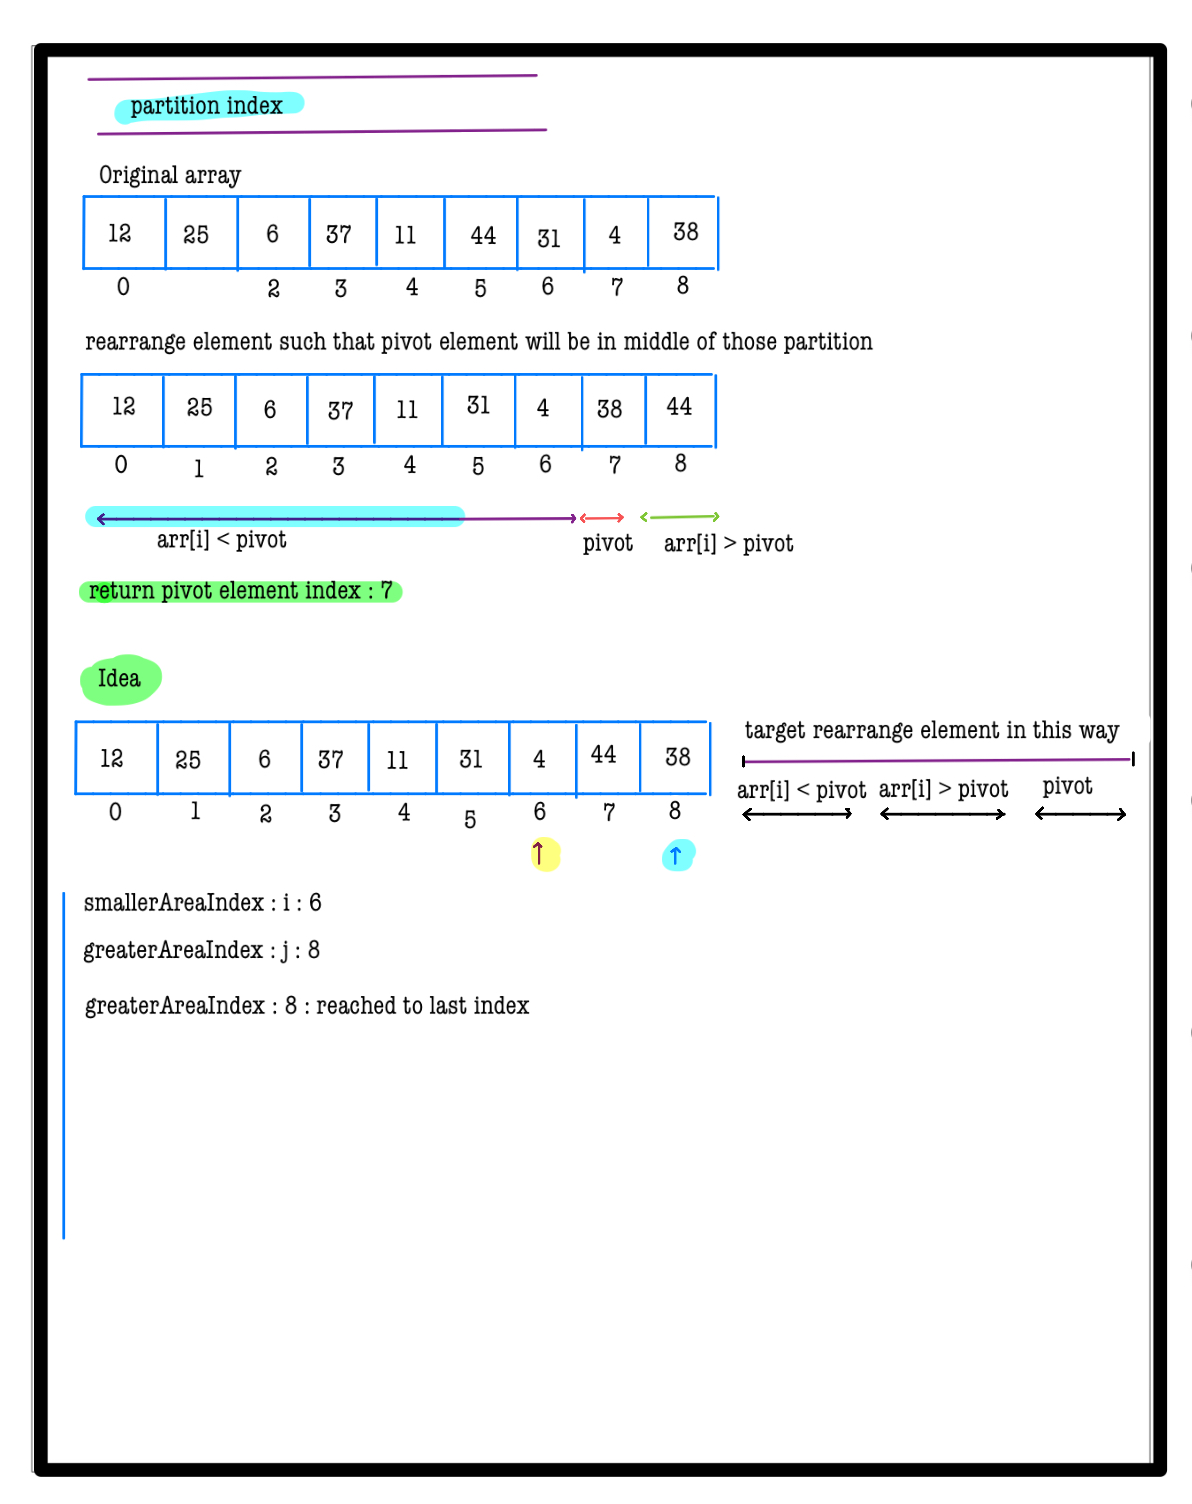 partition index
Original array
12 25 6 37 11 44 31 4 38
0 2 3 4 5 6 7 8
rearrange element such that pivot element will be in middle of those partition
12 25 6 37 11 31 4 38 44
0 1 2 3 4 5 6 7 8
arr[i] < pivot pivot arr[i] > pivot
return pivot element index : 7
Idea
12 25 6 37 11 31 4 44 38
0 1 2 3 4 5 6 7 8
target rearrange element in this way
arr[i] < pivot arr[i] > pivot pivot
smallerAreaIndex : i : 6
greaterAreaIndex : j : 8
greaterAreaIndex : 8 : reached to last index